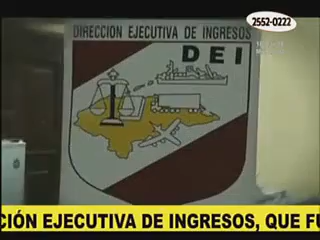 DIRECCION EJECUTIVA DE INGRESOS
2552-0222
DEI
CIÓN EJECUTIVA DE INGRESOS, QUE FU